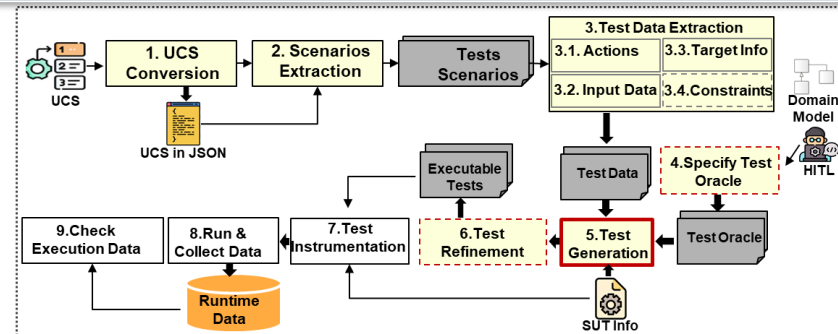 1
2
3
UCS
1. UCS
Conversion
2. Scenarios
Extraction
Tests
Scenarios
3.Test Data Extraction
3.1. Actions
3.3.Target Info
3.2. Input Data
3.4.Constraints
Domain
Model
HITL
UCS in JSON
Executable
Tests
Test Data
4.Specify Test
Oracle
9.Check
Execution Data
8.Run &
Collect Data
7.Test
Instrumentation
6.Test
Refinement
5.Test
Generation
Test Oracle
Runtime
Data
SUT Info